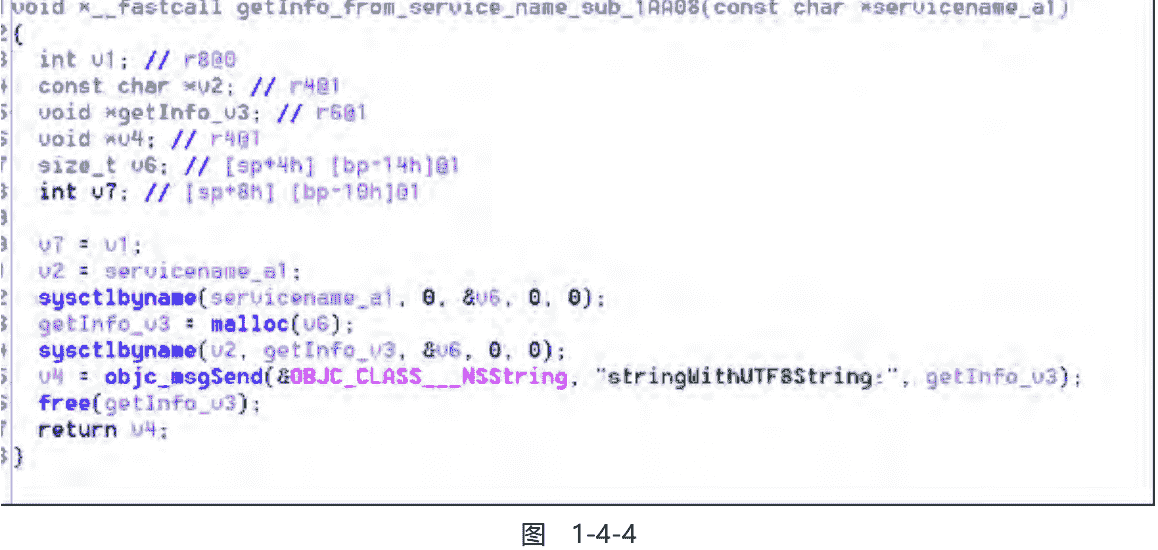 void *__fastcall getInfo_from_service_name_sub_1AA08(const char *servicename_a1)
{
int v1; // r8@0
const char *v2; // r4@1
void *getInfo_v3; // r6@1
void *v4; // r4@1
size_t v6; // [sp+4h] [bp-14h]@1
int v7; // [sp+8h] [bp-10h]@1
v7 = v1;
v2 = servicename_a1;
sysctlbyname(servicename_a1, 0, &v6, 0, 0);
getInfo_v3 = malloc(v6);
sysctlbyname(v2, getInfo_v3, &v6, 0, 0);
v4 = objc_msgSend(&OBJC_CLASS___NSString, "stringWithUTF8String:", getInfo_v3);
free(getInfo_v3);
return v4;
}
图 1-4-4